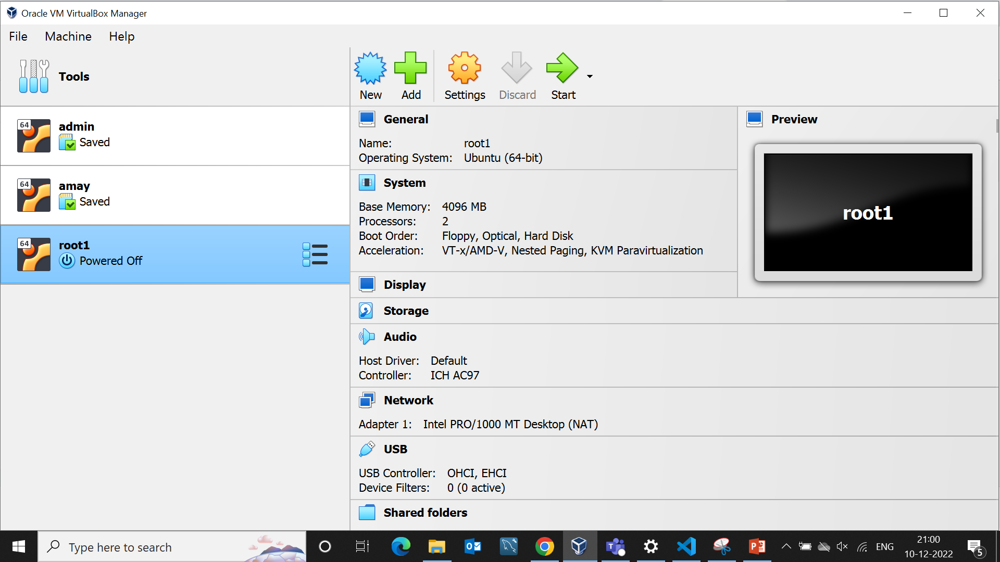 Oracle VM VirtualBox Manager
File Machine Help
Tools
New Add Settings Discard Start
64
admin
Saved
64
amay
Saved
64
root1
Powered Off
General
Name: root1
Operating System: Ubuntu (64-bit)
System
Base Memory: 4096 MB
Processors: 2
Boot Order: Floppy, Optical, Hard Disk
Acceleration: VT-x/AMD-V, Nested Paging, KVM Paravirtualization
Preview
root1
Display
Storage
Audio
Host Driver: Default
Controller: ICH AC97
Network
Adapter 1: Intel PRO/1000 MT Desktop (NAT)
USB
USB Controller: OHCI, EHCI
Device Filters: 0 (0 active)
Shared folders
Type here to search
ENG
21:00
10-12-2022
5